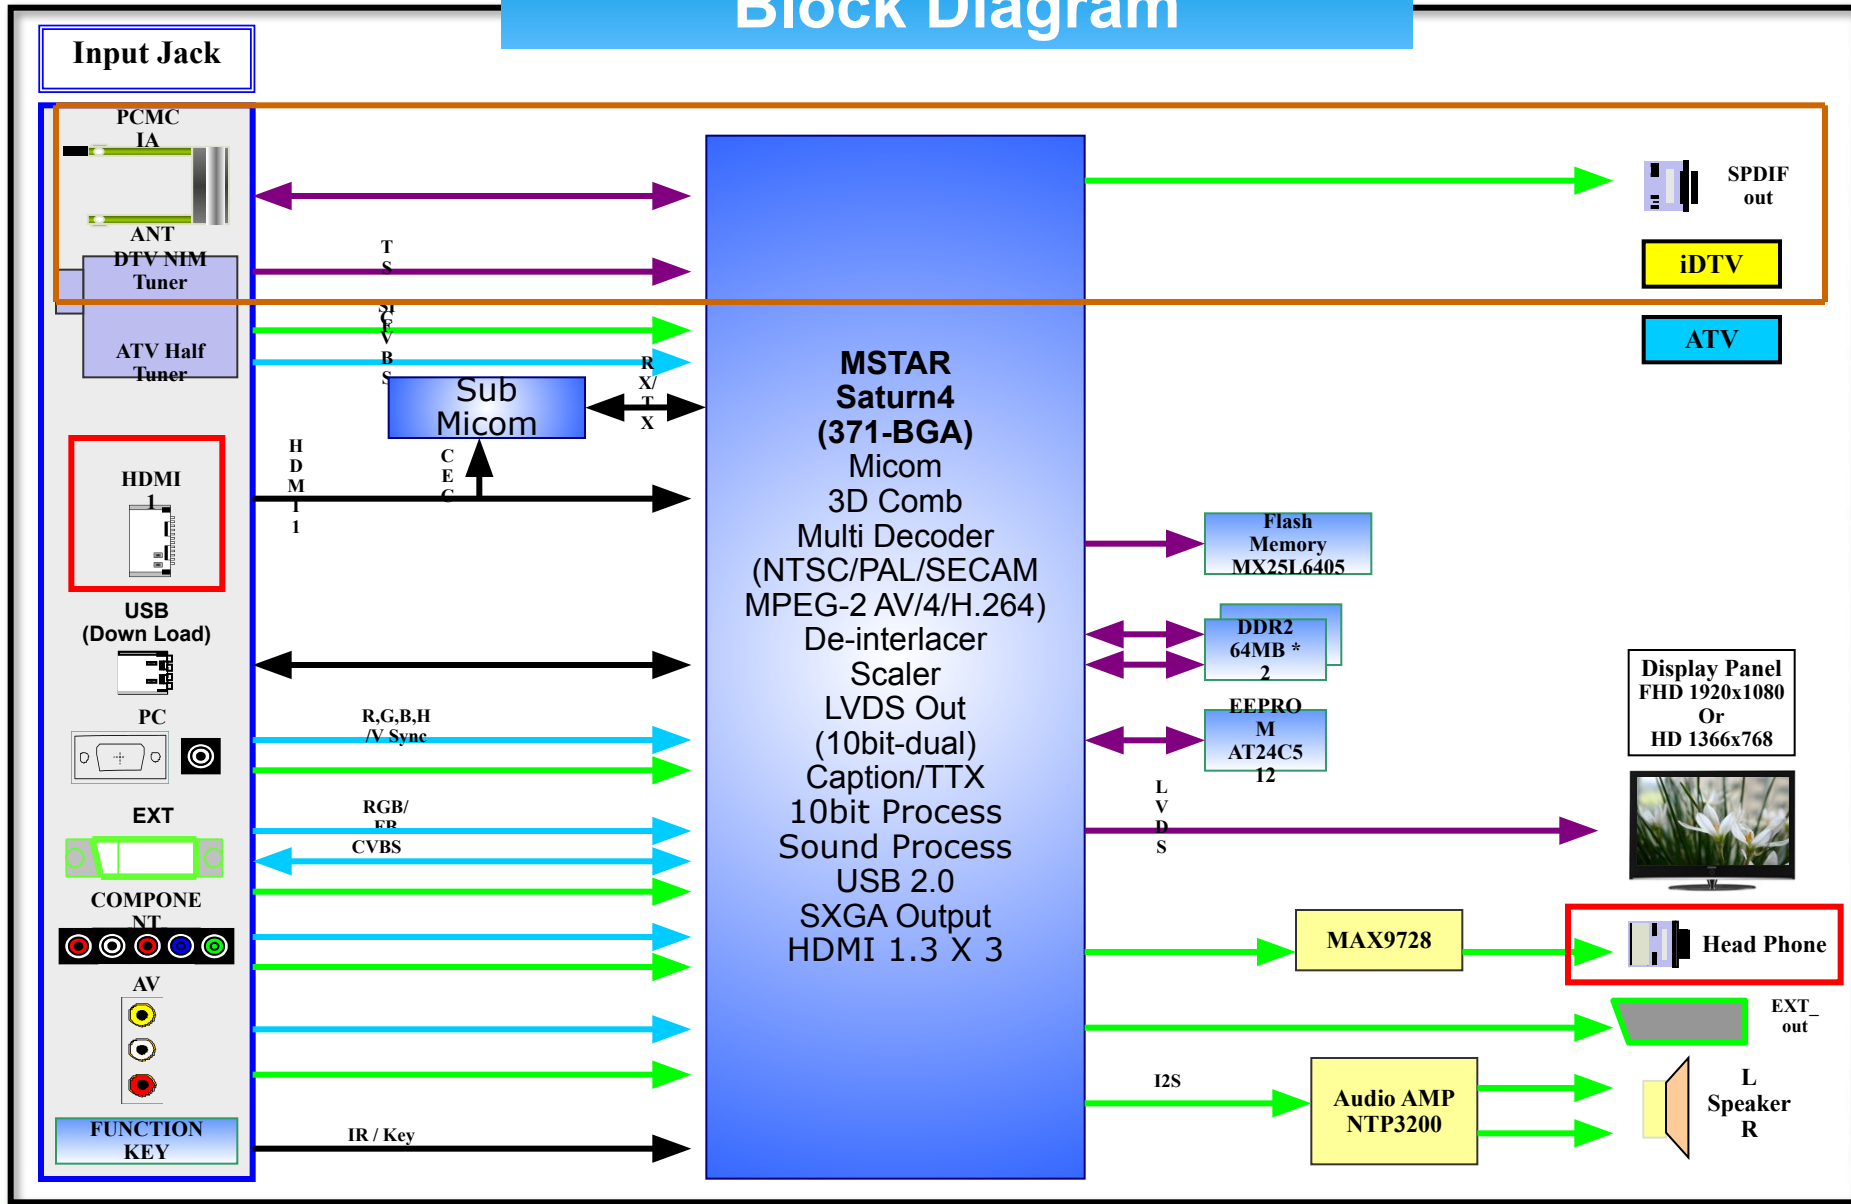 Block Diagram
Input Jack
PCMC
IA
ANT
DTV NIM
Tuner
ATV Half
Tuner
HDMI
1
USB
(Down Load)
PC
EXT
COMPONE
NT
AV
FUNCTION
KEY
T
S
SI
F
C
V
B
S
Sub
Micom
R
X/
T
X
H
D
M
I
1
C
E
C
R,G,B,H
/V Sync
RGB/
FB
CVBS
IR / Key
MSTAR
Saturn4
(371-BGA)
Micom
3D Comb
Multi Decoder
(NTSC/PAL/SECAM
MPEG-2 AV/4/H.264)
De-interlacer
Scaler
LVDS Out
(10bit-dual)
Caption/TTX
10bit Process
Sound Process
USB 2.0
SXGA Output
HDMI 1.3 X 3
SPDIF
out
iDTV
ATV
Flash
Memory
MX25L6405
DDR2
64MB *
2
EEPRO
M
AT24C5
12
L
V
D
S
Display Panel
FHD 1920x1080
Or
HD 1366x768
MAX9728
Head Phone
EXT_
out
I2S
Audio AMP
NTP3200
L
Speaker
R